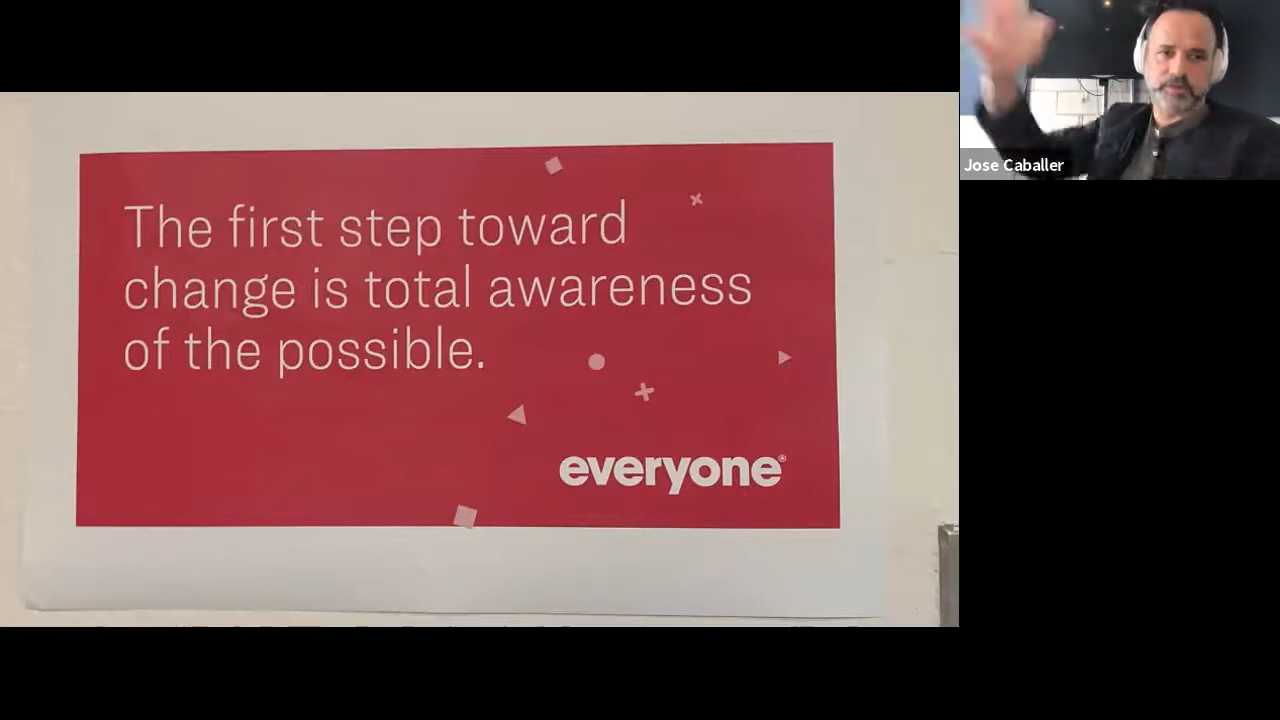 The first step toward
change is total awareness
of the possible.
everyone®
Jose Caballer